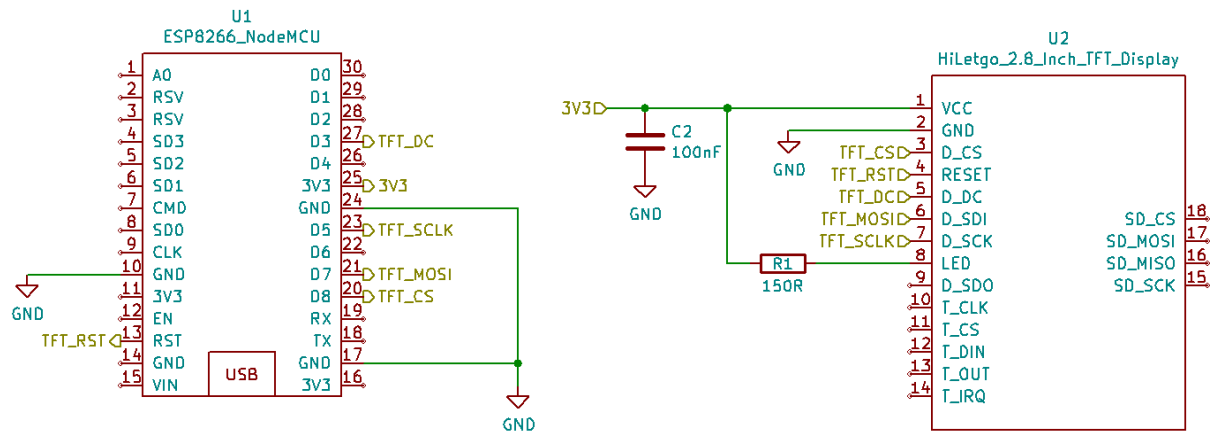 U1
ESP8266_NodeMCU
1 A0 D0 30
2 RSV D1 29
3 RSV D2 28
4 SD3 D3 27 TFT_DC
5 SD2 D4 26
6 SD1 3V3 25 3V3
7 CMD GND 24
8 SD0 D5 23 TFT_SCLK
9 CLK D6 22
10 GND D7 21 TFT_MOSI
GND
11 3V3 D8 20 TFT_CS
12 EN RX 19
TFT_RST 13 RST TX 18
14 GND GND 17
15 VIN 3V3 16
USB
GND
U2
HiLetgo_2.8_Inch_TFT_Display
3V3
C2
100nF
GND
GND
R1
150R
1 VCC
2 GND
TFT_CS 3 D_CS
TFT_RST 4 RESET
TFT_DC 5 D_DC
TFT_MOSI 6 D_SDI
TFT_SCLK 7 D_SCK
8 LED
9 D_SDO
10 T_CLK
11 T_CS
12 T_DIN
13 T_OUT
14 T_IRQ
SD_CS 18
SD_MOSI 17
SD_MISO 16
SD_SCK 15